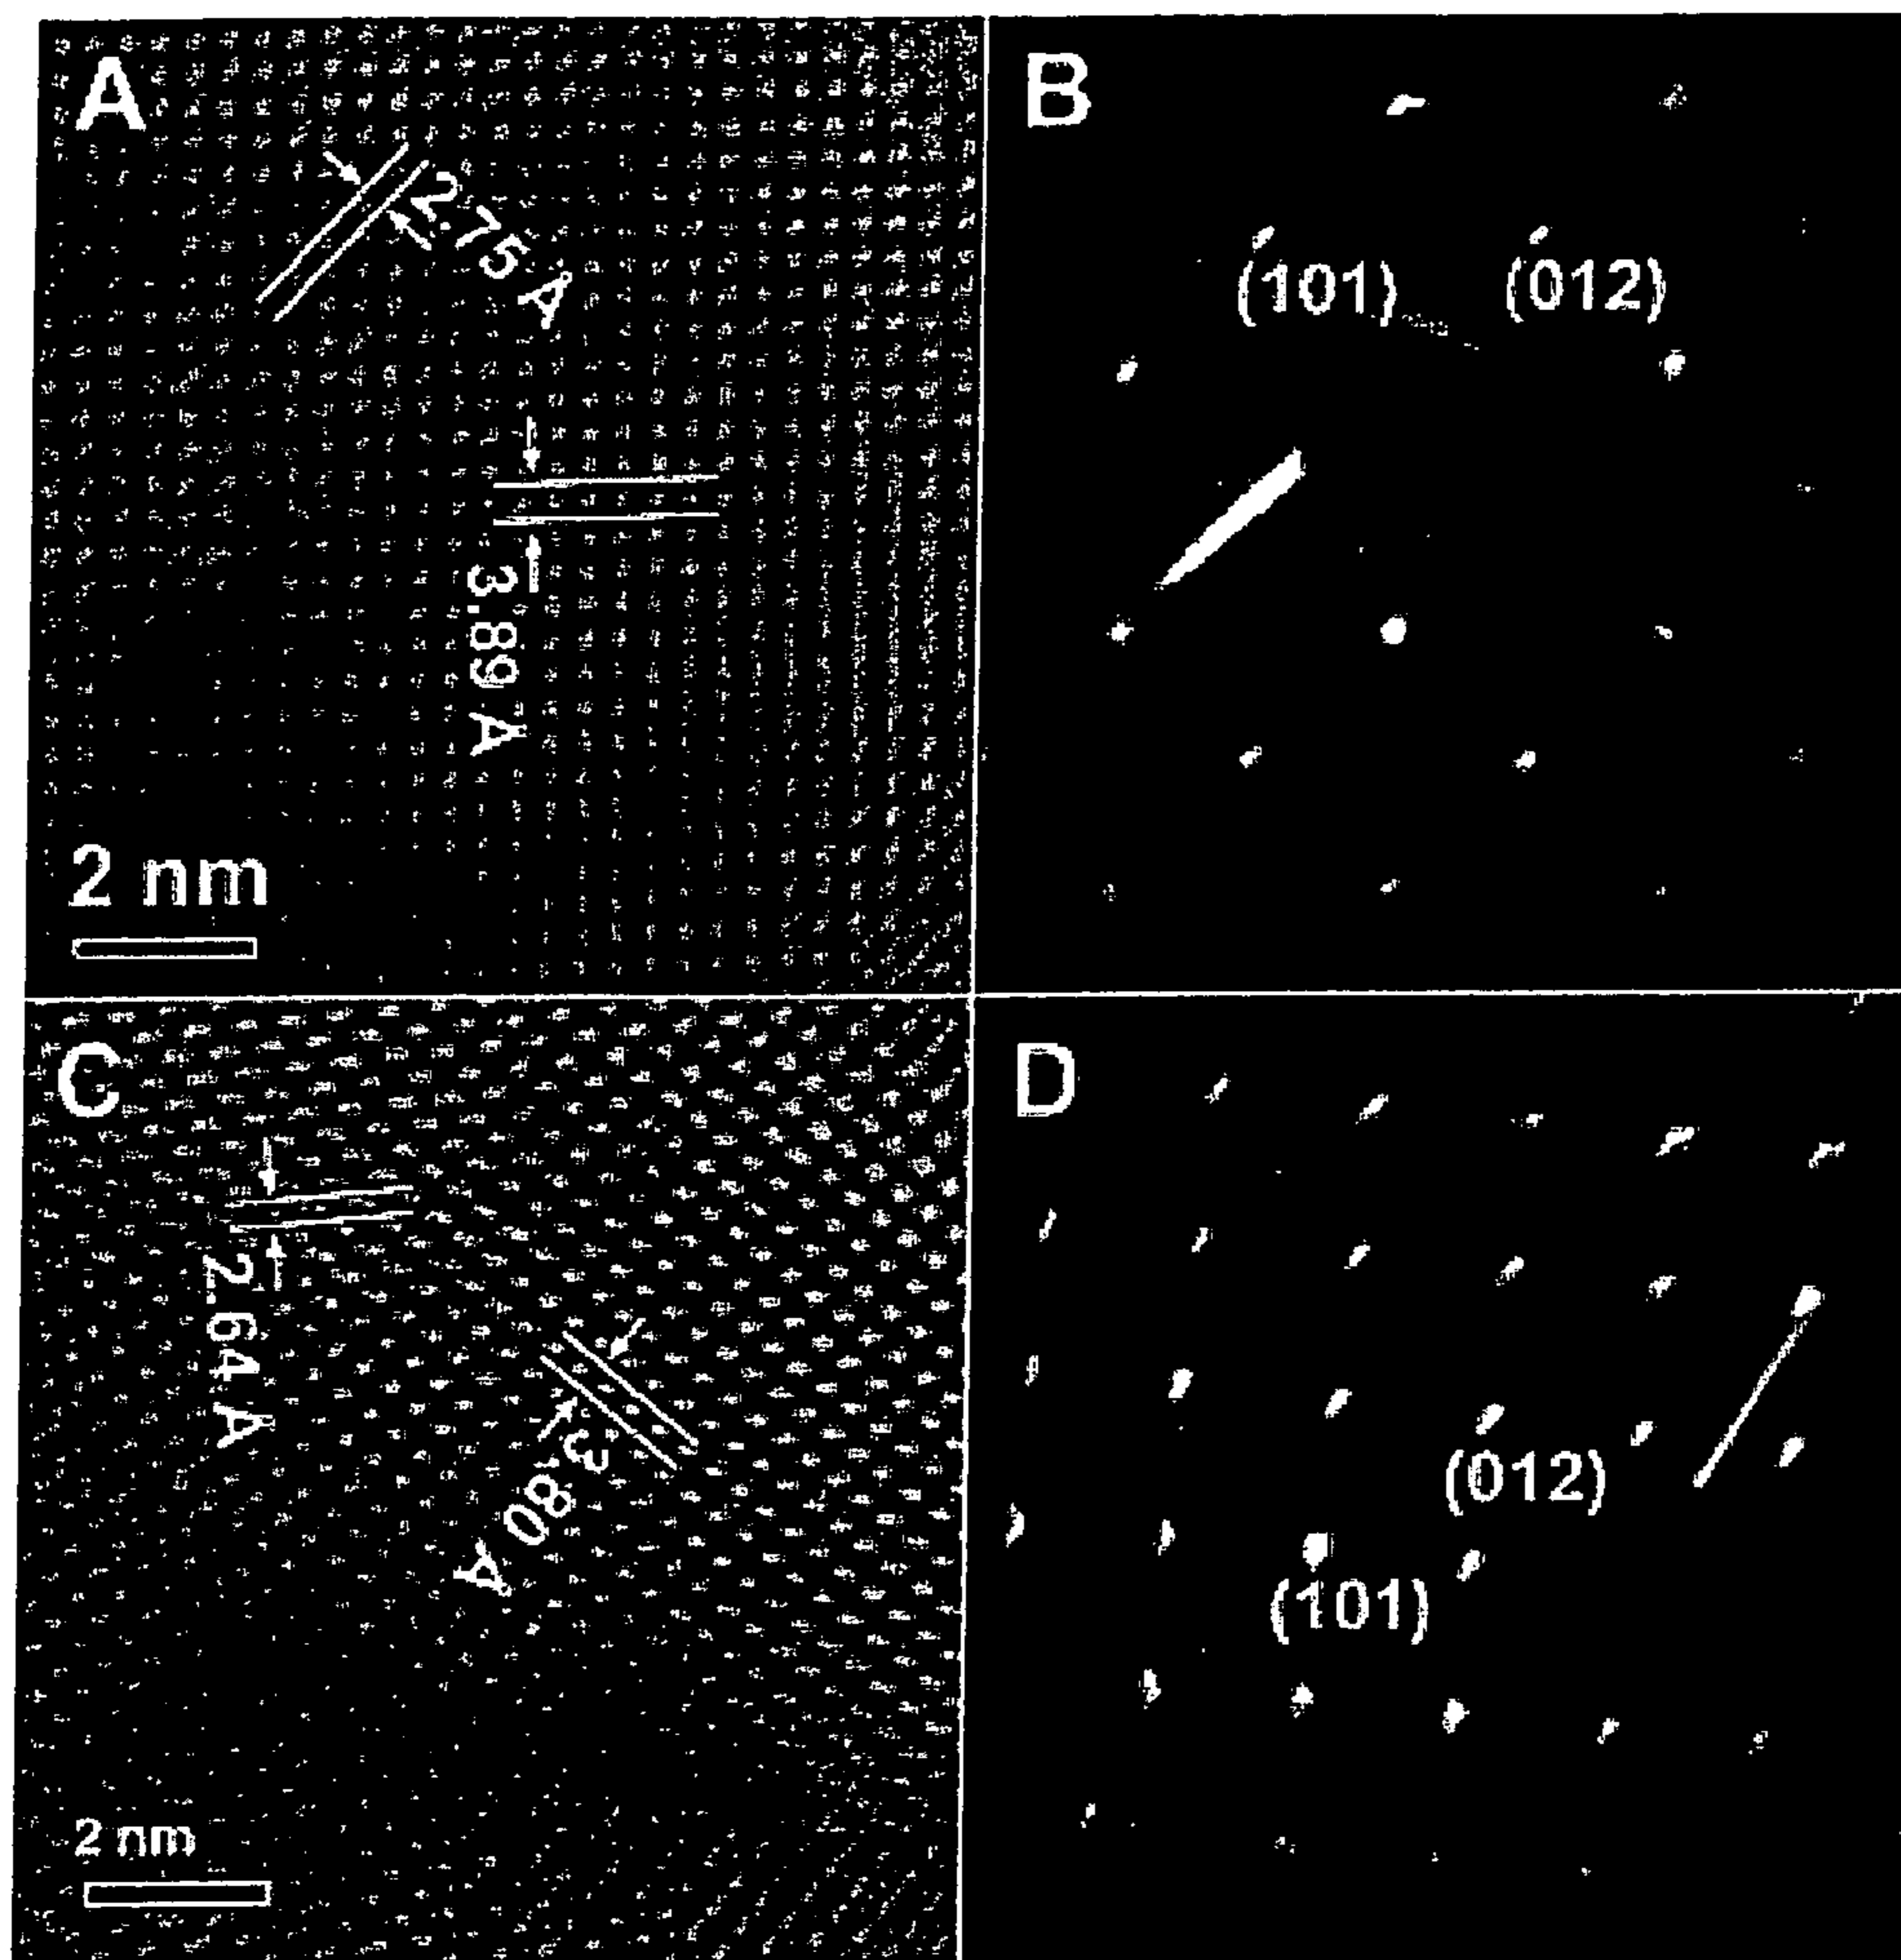 A
2.75 Å
3.89 Å
2 nm
B
(101)
(012)
C
2.64 Å
3.80 Å
2 nm
D
(012)
(101)